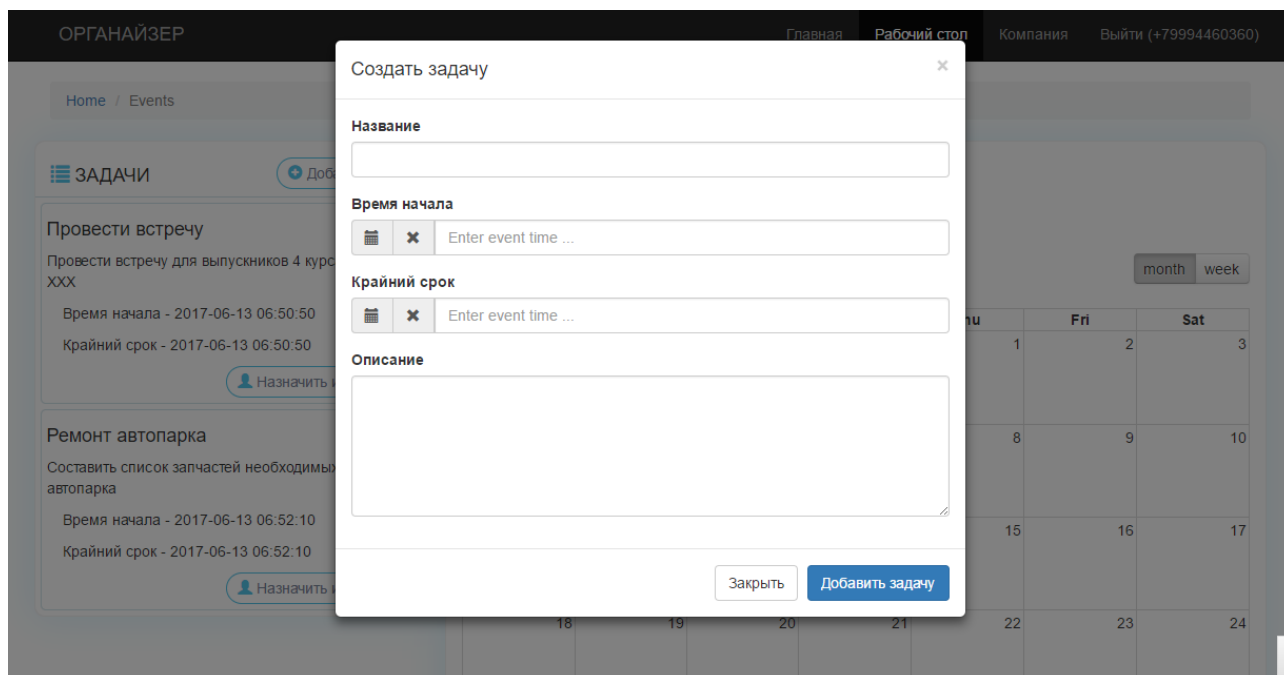 ОРГАНАЙЗЕР
Главная Рабочий стол Компания Выйти (+79994460360)
Home / Events
Создать задачу ×
Название
Время начала
Enter event time ...
Крайний срок
Enter event time ...
Описание
Закрыть Добавить задачу
ЗАДАЧИ
Провести встречу
Провести встречу для выпускников 4
XXX
Время начала - 2017-06-13 06:50:50
Крайний срок - 2017-06-13 06:50:50
Назначить
Ремонт автопарка
Составить список запчастей
автопарка
Время начала - 2017-06-13 06:52:10
Крайний срок - 2017-06-13 06:52:10
Назначить
month week
Fri Sat
1 2 3
8 9 10
15 16 17
18 19 20 21 22 23 24